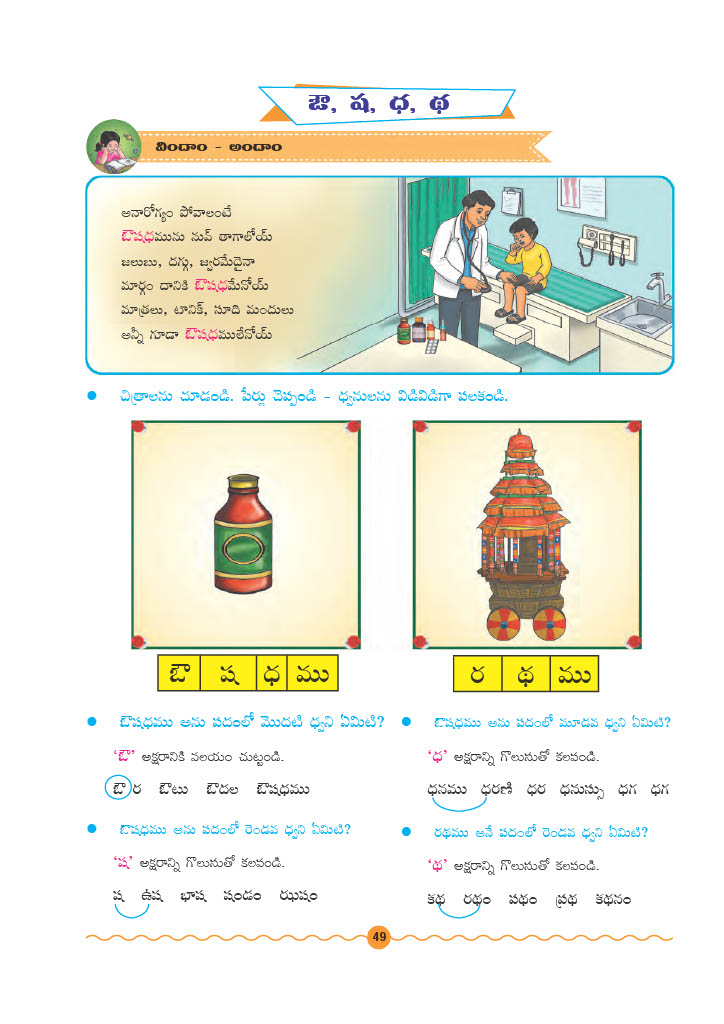 ఔ, ష, ధ, థ
విందాం - అందాం
అనారోగ్యం పోవాలంటే
ఔషధమును నువ్ తాగాలోయ్
జలుబు, దగ్గు, జ్వరమేదైనా
మార్గం దానికి ఔషధమేనోయ్
మాత్రలు, టానిక్, సూది మందులు
అన్నీ గూడా ఔషధములేనోయ్
● చిత్రాలను చూడండి. పేర్లు చెప్పండి - ధ్వనులను విడివిడిగా పలకండి.
ఔ ష ధ ము
ర థ ము
● ఔషధము అను పదంలో మొదటి ధ్వని ఏమిటి?
‘ఔ’ అక్షరానికి వలయం చుట్టండి.
ఔర ఔటు ఔదల ఔషధము
● ఔషధము అను పదంలో రెండవ ధ్వని ఏమిటి?
‘ష’ అక్షరాన్ని గొలుసుతో కలపండి.
ష ఉష భాష షండం ఝషం
● ఔషధము అను పదంలో మూడవ ధ్వని ఏమిటి?
‘ధ’ అక్షరాన్ని గొలుసుతో కలపండి.
ధనము ధరణి ధర ధనుస్సు ధగ ధగ
● రథము అనే పదంలో రెండవ ధ్వని ఏమిటి?
‘థ’ అక్షరాన్ని గొలుసుతో కలపండి.
కథ రథం పథం ప్రథ కథనం
49